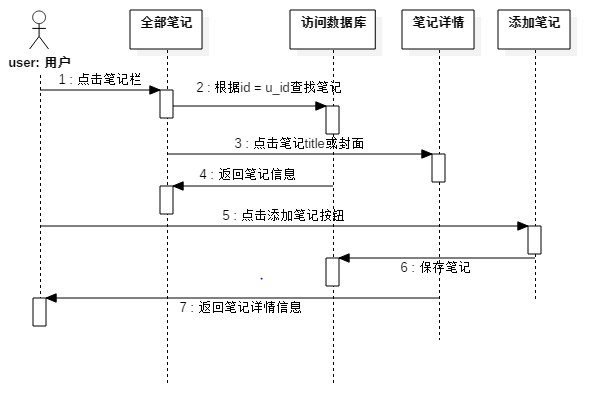 全部笔记
访问数据库
笔记详情
添加笔记
user: 用户
1 : 点击笔记栏
2 : 根据id = u_id查找笔记
3 : 点击笔记title或封面
4 : 返回笔记信息
5 : 点击添加笔记按钮
6 : 保存笔记
7 : 返回笔记详情信息